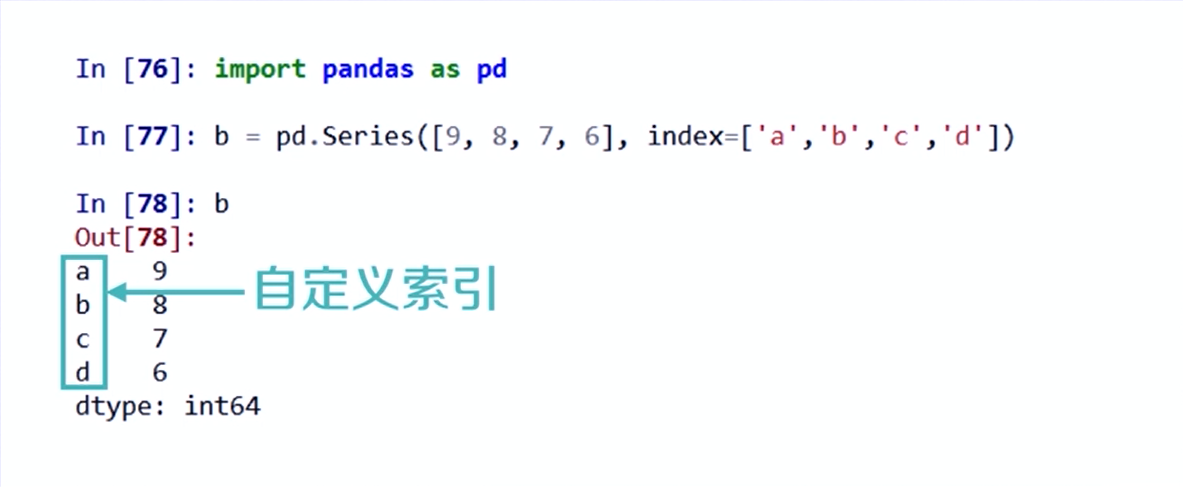 In [76]: import pandas as pd
In [77]: b = pd.Series([9, 8, 7, 6], index=['a','b','c','d'])
In [78]: b
Out[78]:
a    9
b    8
c    7
d    6
自定义索引
dtype: int64